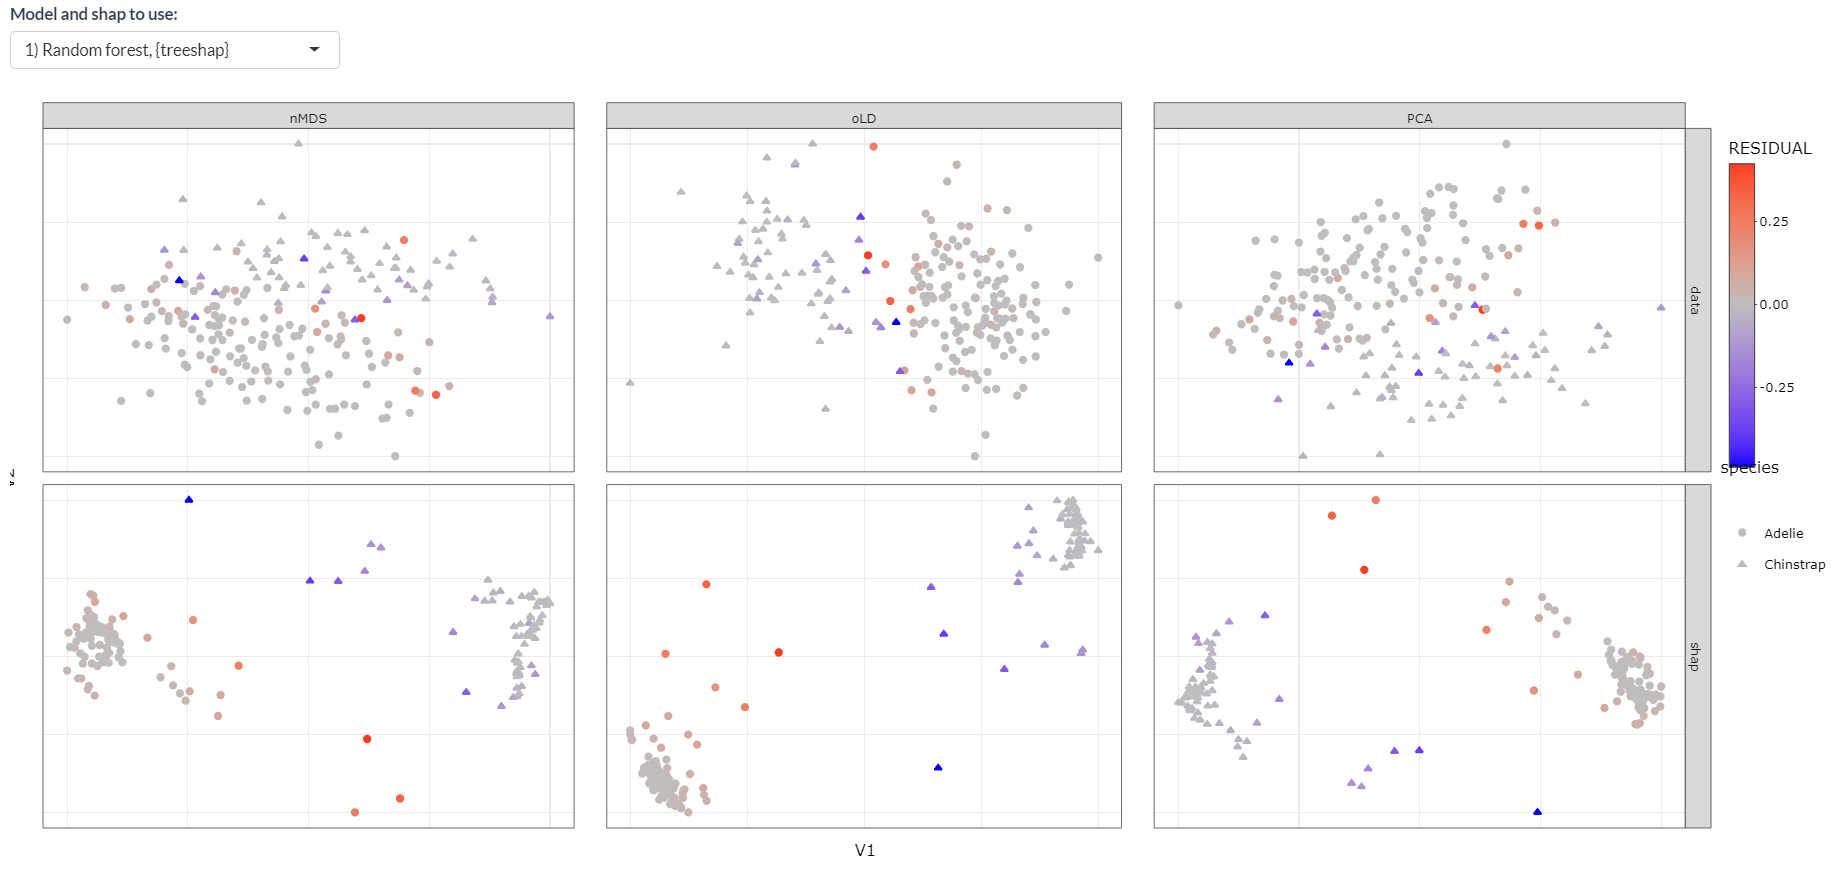 Model and shap to use:
1) Random forest, {treeshap}
nMDS
oLD
PCA
data
shap
V1
RESIDUAL
0.25
0.00
-0.25
species
Adelie
Chinstrap